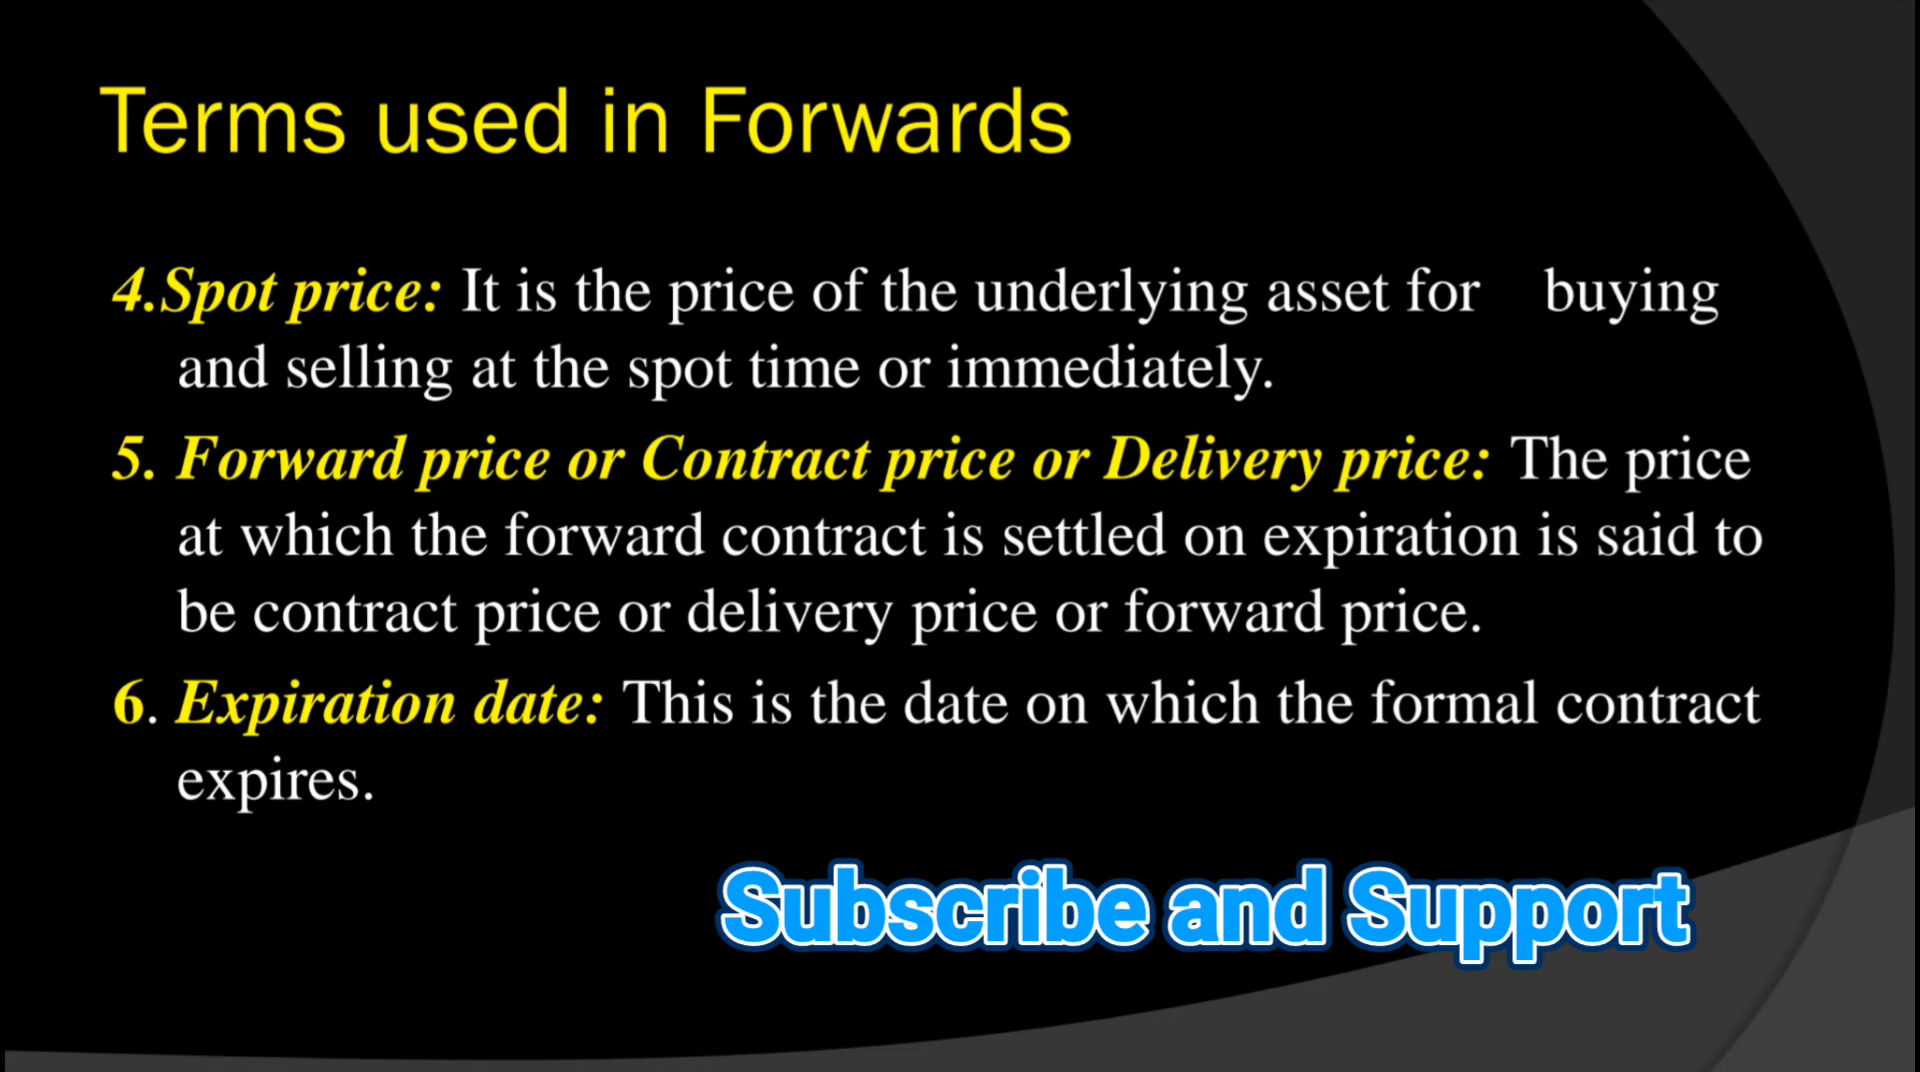 Terms used in Forwards
4.Spot price: It is the price of the underlying asset for buying
and selling at the spot time or immediately.
5. Forward price or Contract price or Delivery price: The price
at which the forward contract is settled on expiration is said to
be contract price or delivery price or forward price.
6. Expiration date: This is the date on which the formal contract
expires.
Subscribe and Support